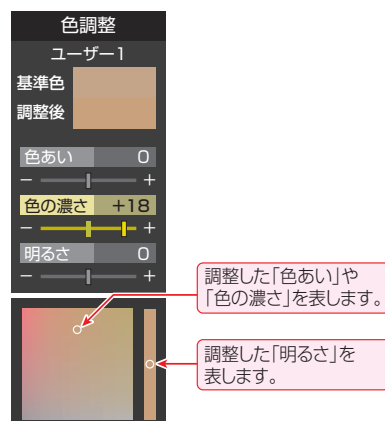 色調整
ユーザー1
基準色
調整後
色あい 0
− +
色の濃さ +18
− +
明るさ 0
− +
調整した「色あい」や
「色の濃さ」を表します。
調整した「明るさ」を
表します。